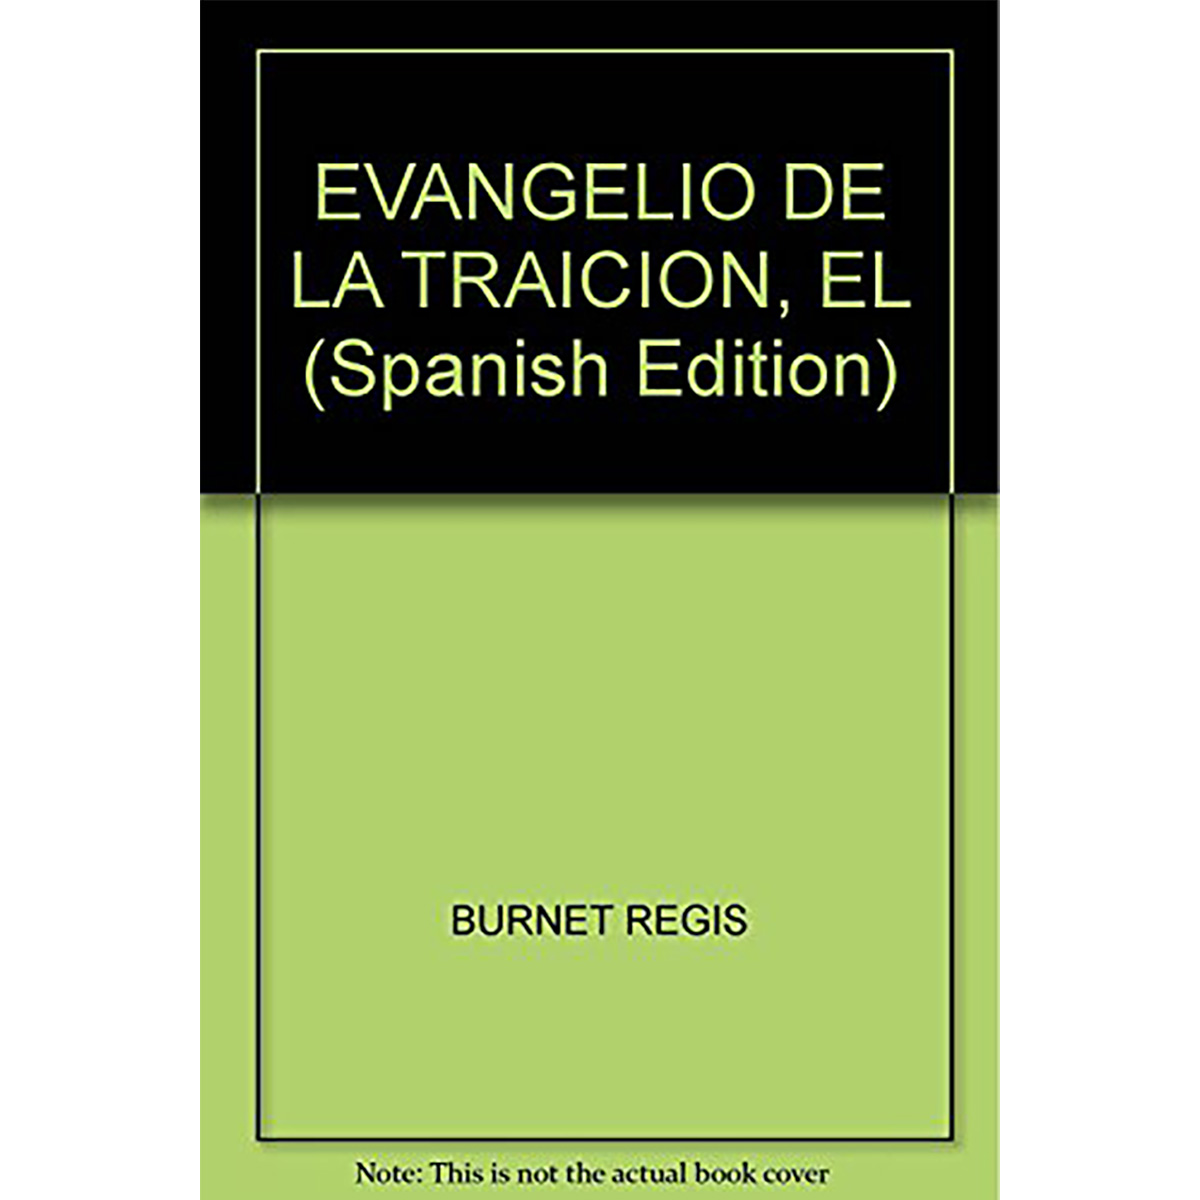 EVANGELIO DE
LA TRAICION, EL
(Spanish Edition)
BURNET REGIS
Note: This is not the actual book cover